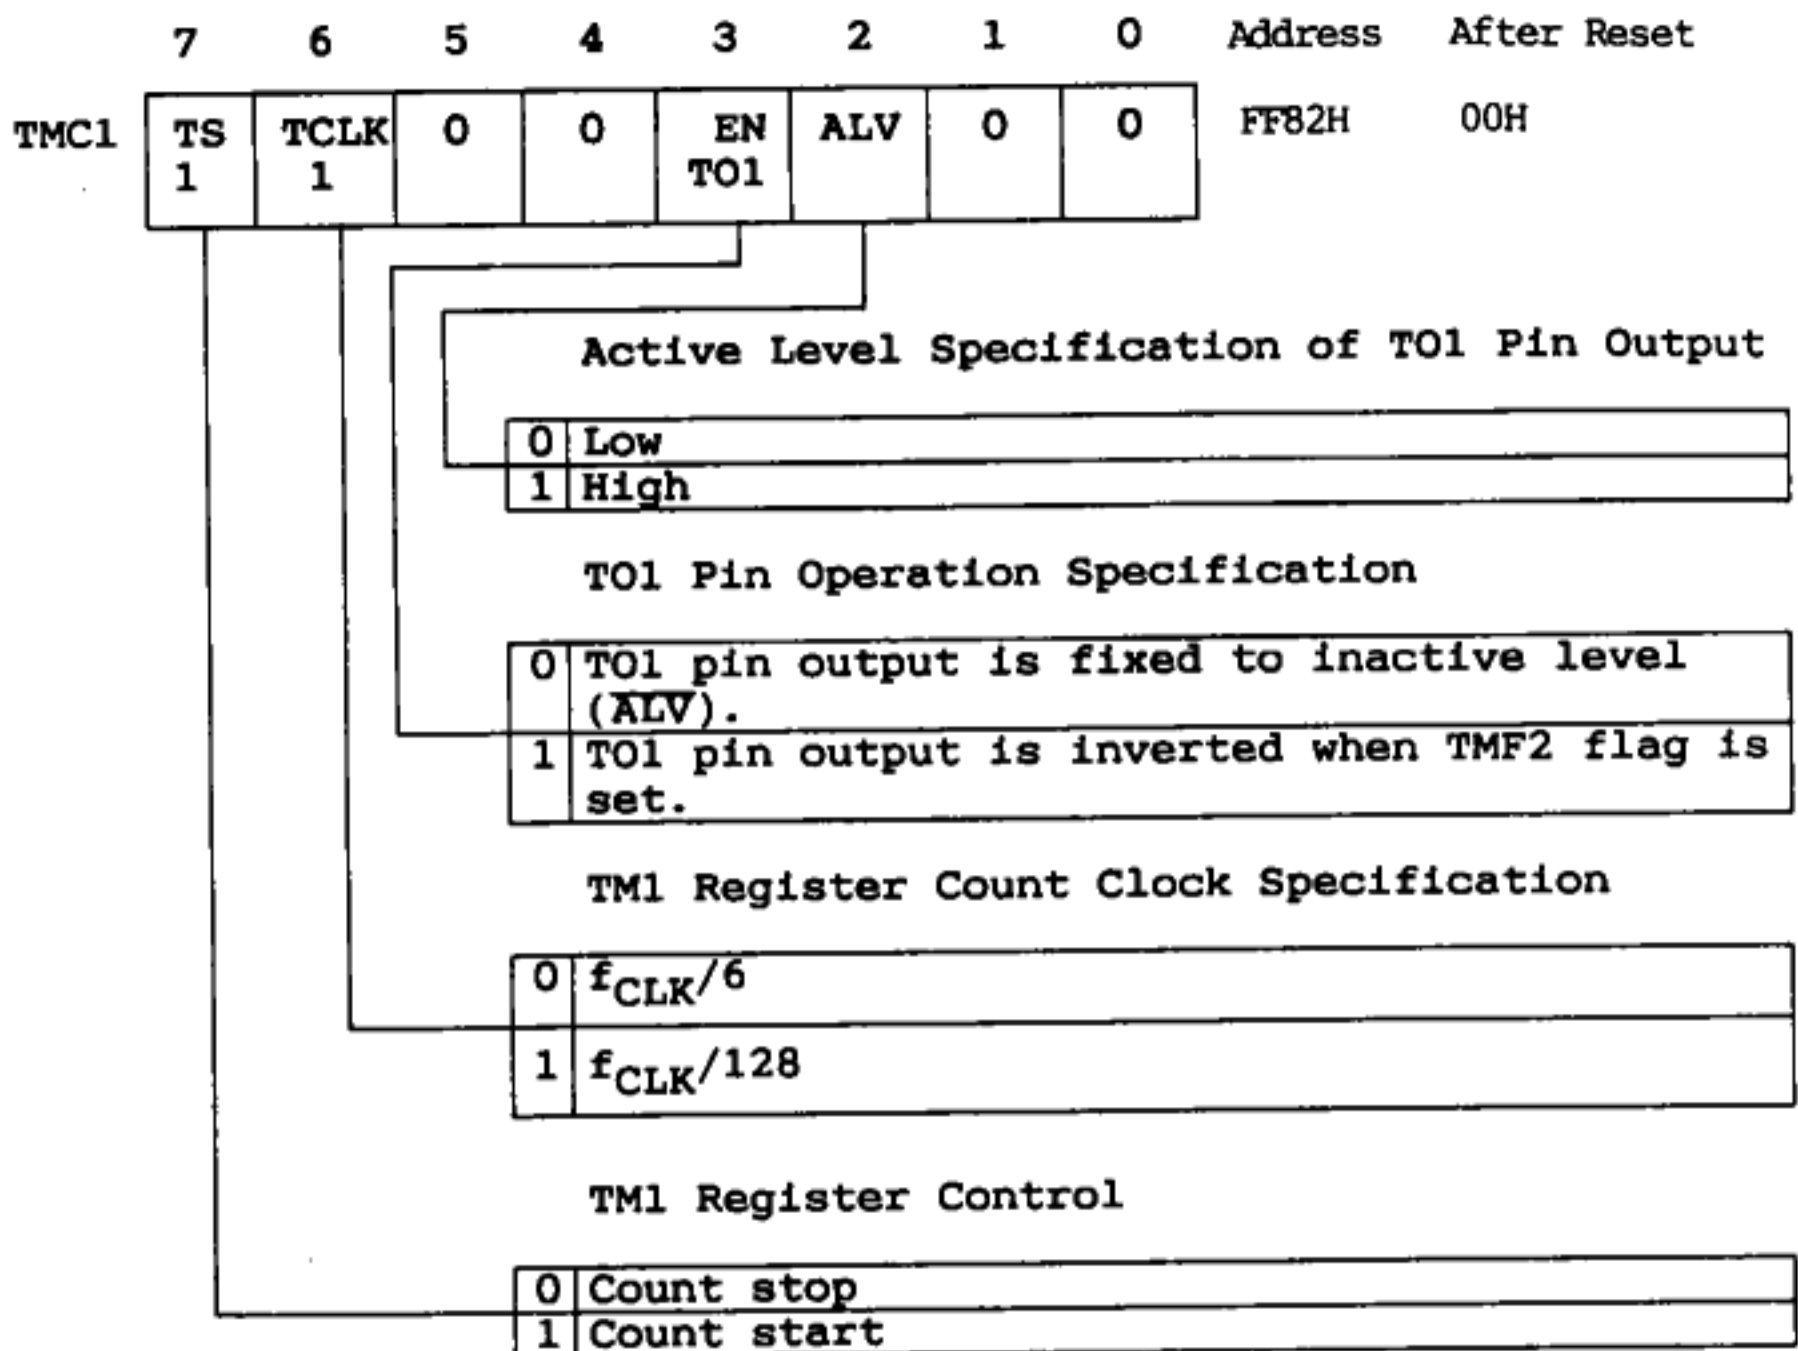 7 6 5 4 3 2 1 0 Address After Reset
TMC1 TS 1 TCLK 1 0 0 EN TO1 ALV 0 0 FF82H 00H
Active Level Specification of TO1 Pin Output
0 Low
1 High
TO1 Pin Operation Specification
0 TO1 pin output is fixed to inactive level
(A̅L̅V̅).
1 TO1 pin output is inverted when TMF2 flag is
set.
TM1 Register Count Clock Specification
0 fCLK/6
1 fCLK/128
TM1 Register Control
0 Count stop
1 Count start